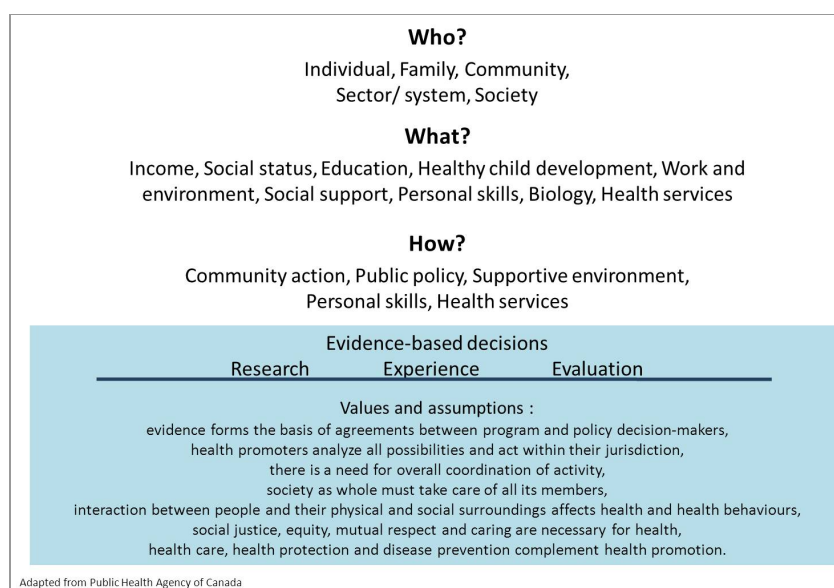 Who?
Individual, Family, Community,
Sector/ system, Society
What?
Income, Social status, Education, Healthy child development, Work and
environment, Social support, Personal skills, Biology, Health services
How?
Community action, Public policy, Supportive environment,
Personal skills, Health services
Evidence-based decisions
Research Experience Evaluation
Values and assumptions :
evidence forms the basis of agreements between program and policy decision-makers,
health promoters analyze all possibilities and act within their jurisdiction,
there is a need for overall coordination of activity,
society as whole must take care of all its members,
interaction between people and their physical and social surroundings affects health and health behaviours,
social justice, equity, mutual respect and caring are necessary for health,
health care, health protection and disease prevention complement health promotion.
Adapted from Public Health Agency of Canada